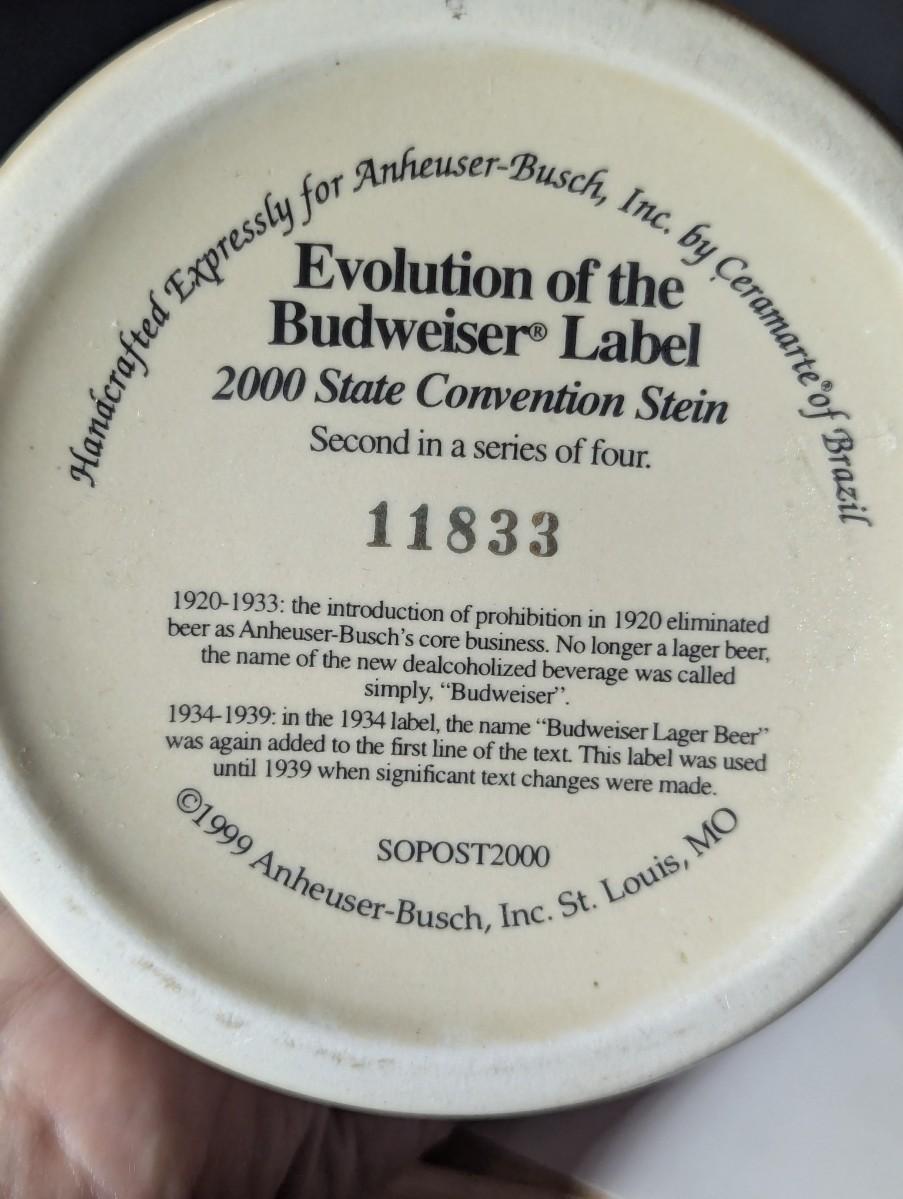 Handcrafted Expressly for Anheuser-Busch, Inc. by Ceramarte® of Brazil
Evolution of the
Budweiser® Label
2000 State Convention Stein
Second in a series of four.
11833
1920-1933: the introduction of prohibition in 1920 eliminated
beer as Anheuser-Busch's core business. No longer a lager beer,
the name of the new dealcoholized beverage was called
simply, “Budweiser”.
1934-1939: in the 1934 label, the name “Budweiser Lager Beer”
was again added to the first line of the text. This label was used
until 1939 when significant text changes were made.
SOPOST2000
©1999 Anheuser-Busch, Inc. St. Louis, MO